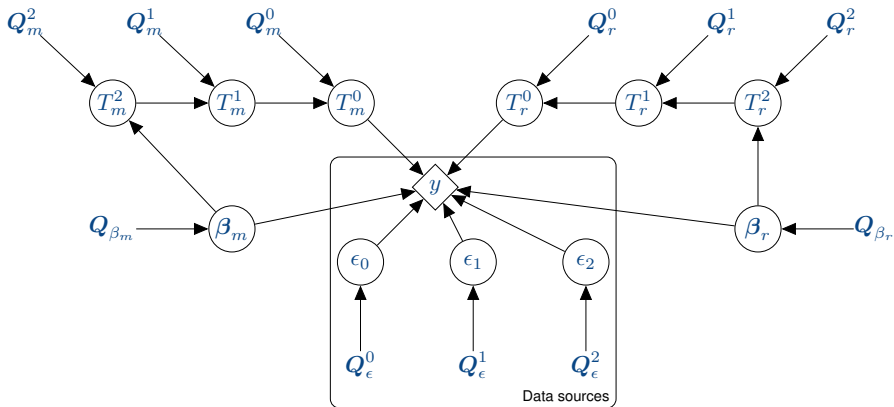 Q_m^2 Q_m^1 Q_m^0 Q_r^0 Q_r^1 Q_r^2
T_m^2 T_m^1 T_m^0 T_r^0 T_r^1 T_r^2
y
Q_{β_m} β_m β_r Q_{β_r}
ϵ_0 ϵ_1 ϵ_2
Q_ϵ^0 Q_ϵ^1 Q_ϵ^2
Data sources